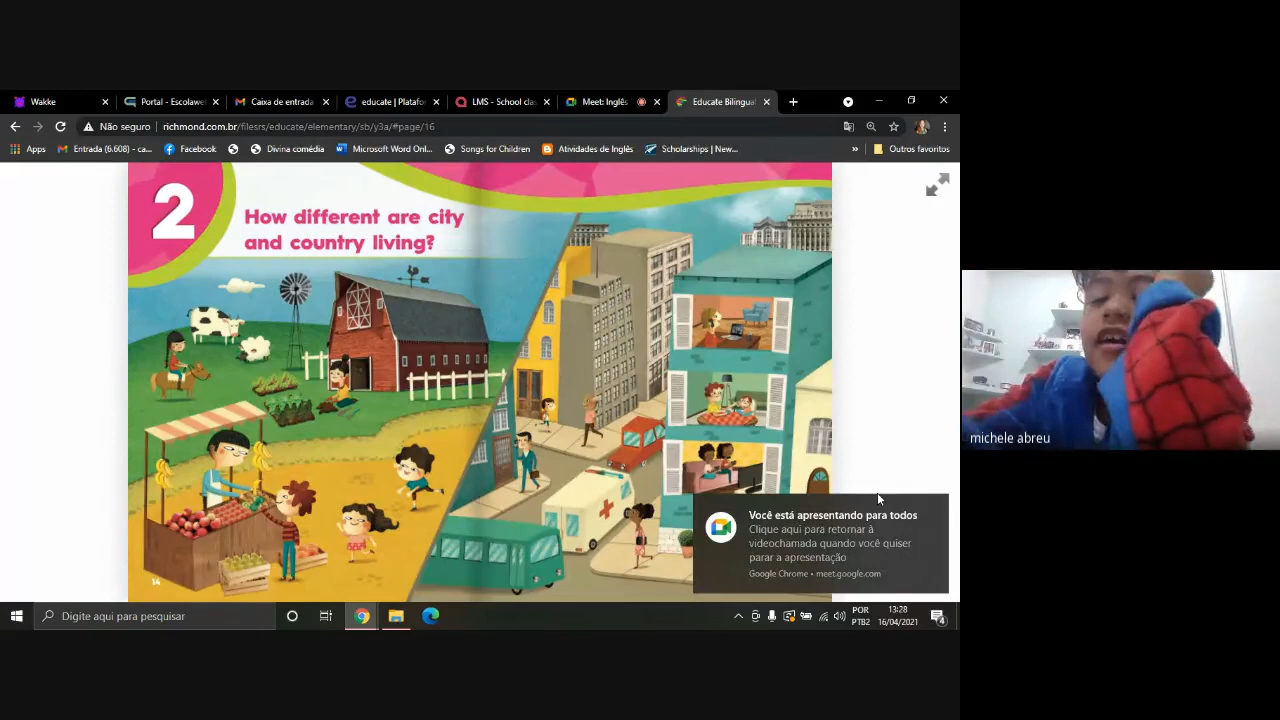 Wakke
Portal - Escolawe
Caixa de entrada
educate | Platafo
LMS - School cla
Meet: Inglês
Educate Bilingual
Não seguro
richmond.com.br/filesrs/educate/elementary/sb/y3a/#page/16
Apps
Entrada (6.608) - ca...
Facebook
Divina comédia
Microsoft Word Onl...
Songs for Children
Atividades de Inglês
Scholarships | New...
»
Outros favoritos
2
How different are city
and country living?
14
michele abreu
Você está apresentando para todos
Clique aqui para retornar à
videochamada quando você quiser
parar a apresentação
Google Chrome • meet.google.com
Digite aqui para pesquisar
POR
PTB2
13:28
16/04/2021
4